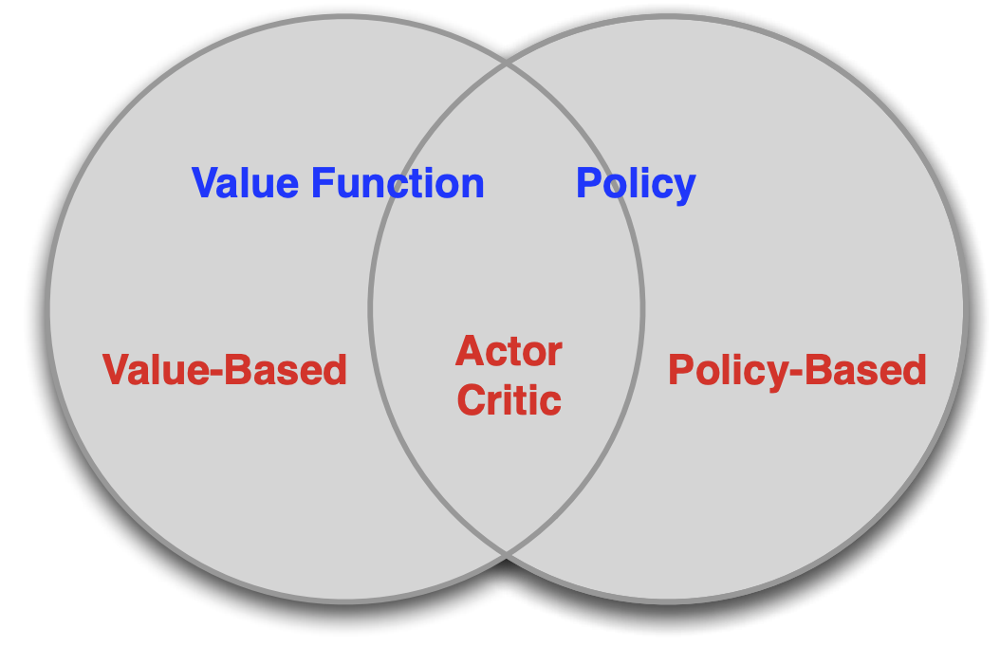 Value Function
Policy
Value-Based
Actor
Critic
Policy-Based